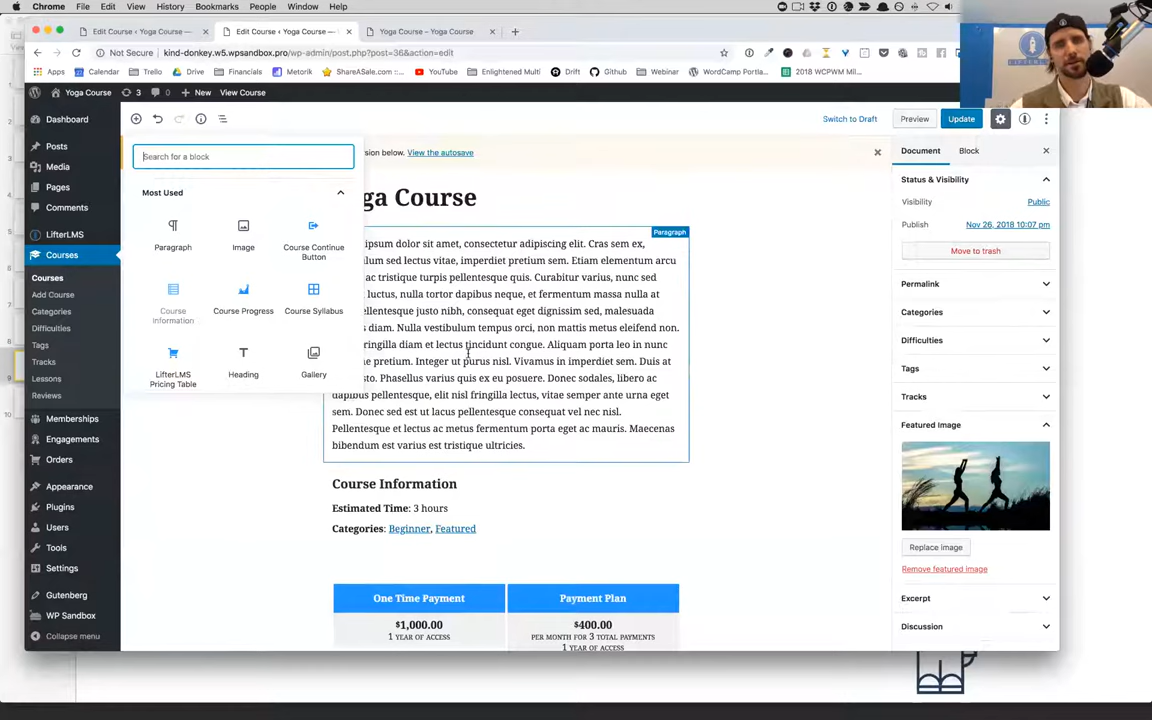 Chrome File Edit View History Bookmarks People Window Help
Edit Course ‹ Yoga Course —
Edit Course ‹ Yoga Course —
Yoga Course – Yoga Course
Not Secure kind-donkey.w5.wpsandbox.pro/wp-admin/post.php?post=36&action=edit
Apps Calendar Trello Drive Financials Metorik ShareASale.com ::... YouTube Enlightened Multi Drift Github Webinar WordCamp Portla... 2018 WCPWM Mil...
Yoga Course 3 0 New View Course
Dashboard
Posts
Media
Pages
Comments
LifterLMS
Courses
Courses
Add Course
Categories
Difficulties
Tags
Tracks
Lessons
Reviews
Memberships
Engagements
Orders
Appearance
Plugins
Users
Tools
Settings
Gutenberg
WP Sandbox
Collapse menu
Switch to Draft Preview Update
Search for a block
Most Used
Paragraph
Image
Course Continue
Button
Course
Information
Course Progress
Course Syllabus
LifterLMS
Pricing Table
Heading
Gallery
sion below. View the autosave
ga Course
Paragraph
ipsum dolor sit amet, consectetur adipiscing elit. Cras sem ex,
ulum sed lectus vitae, imperdiet pretium sem. Etiam elementum arcu
ac tristique turpis pellentesque quis. Curabitur varius, nunc sed
luctus, nulla tortor dapibus neque, et fermentum massa nulla at
pellentesque justo nibh, consequat eget dignissim sed, malesuada
s diam. Nulla vestibulum tempus orci, non mattis metus eleifend non.
ringilla diam et lectus tincidunt congue. Aliquam porta leo in nunc
ue pretium. Integer ut purus nisl. Vivamus in imperdiet sem. Duis at
sto. Phasellus varius quis ex eu posuere. Donec sodales, libero ac
dapibus pellentesque, elit nisl fringilla lectus, vitae semper ante urna eget
sem. Donec sed est ut lacus pellentesque consequat vel nec nisl.
Pellentesque et lectus ac metus fermentum porta eget ac mauris. Maecenas
bibendum est varius est tristique ultricies.
Course Information
Estimated Time: 3 hours
Categories: Beginner, Featured
One Time Payment
$1,000.00
1 YEAR OF ACCESS
Payment Plan
$400.00
PER MONTH FOR 3 TOTAL PAYMENTS
1 YEAR OF ACCESS
Document Block
Status & Visibility
Visibility Public
Publish Nov 26, 2018 10:07 pm
Move to trash
Permalink
Categories
Difficulties
Tags
Tracks
Featured Image
Replace image
Remove featured image
Excerpt
Discussion